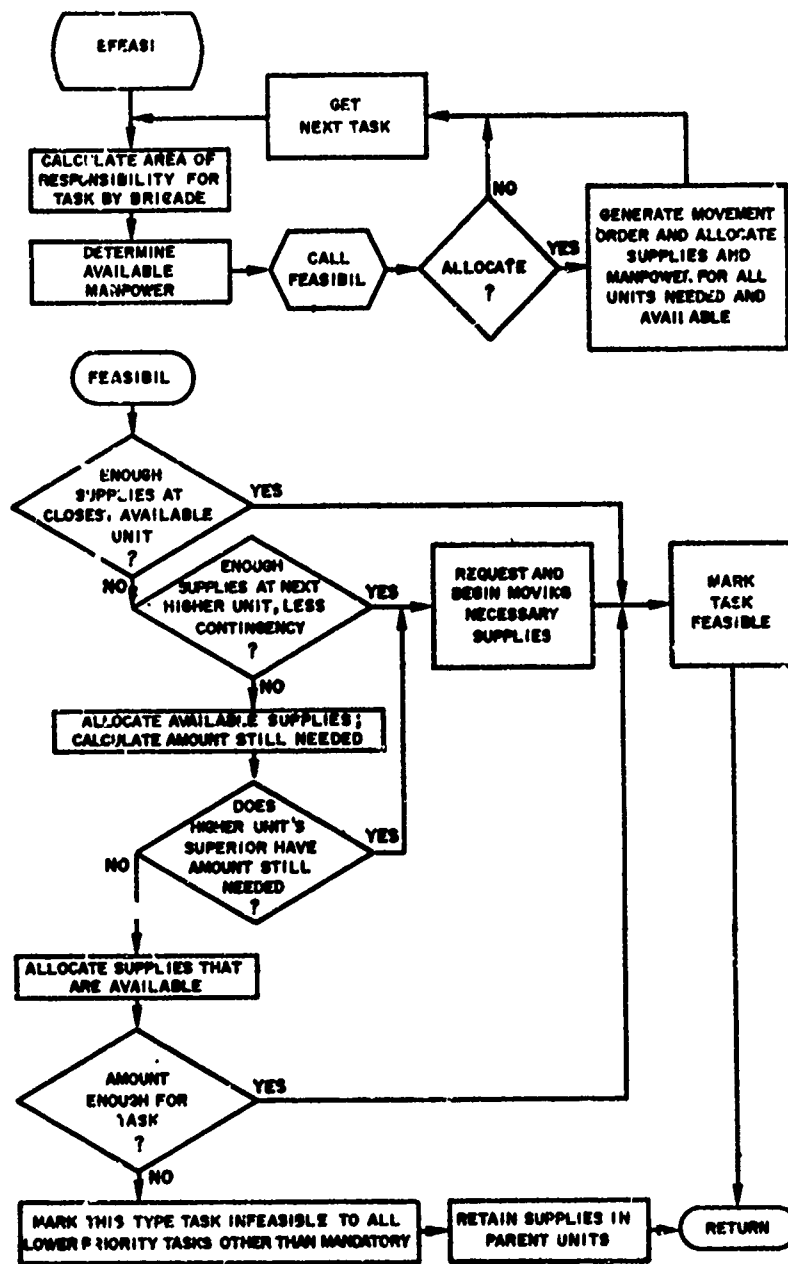 EFEASI
GET
NEXT TASK
CALCULATE AREA OF
RESPONSIBILITY FOR
TASK BY BRIGADE
DETERMINE
AVAILABLE
MANPOWER
CALL
FEASIBIL
ALLOCATE
?
NO
YES
GENERATE MOVEMENT
ORDER AND ALLOCATE
SUPPLIES AND
MANPOWER, FOR ALL
UNITS NEEDED AND
AVAILABLE
FEASIBIL
ENOUGH
SUPPLIES AT
CLOSEST AVAILABLE
UNIT
?
YES
NO
ENOUGH
SUPPLIES AT NEXT
HIGHER UNIT, LESS
CONTINGENCY
?
YES
NO
REQUEST AND
BEGIN MOVING
NECESSARY
SUPPLIES
MARK
TASK
FEASIBLE
ALLOCATE AVAILABLE SUPPLIES;
CALCULATE AMOUNT STILL NEEDED
DOES
HIGHER UNIT'S
SUPERIOR HAVE
AMOUNT STILL
NEEDED
?
YES
NO
ALLOCATE SUPPLIES THAT
ARE AVAILABLE
AMOUNT
ENOUGH FOR
TASK
?
YES
NO
MARK THIS TYPE TASK INFEASIBLE TO ALL
LOWER PRIORITY TASKS OTHER THAN MANDATORY
RETAIN SUPPLIES IN
PARENT UNITS
RETURN